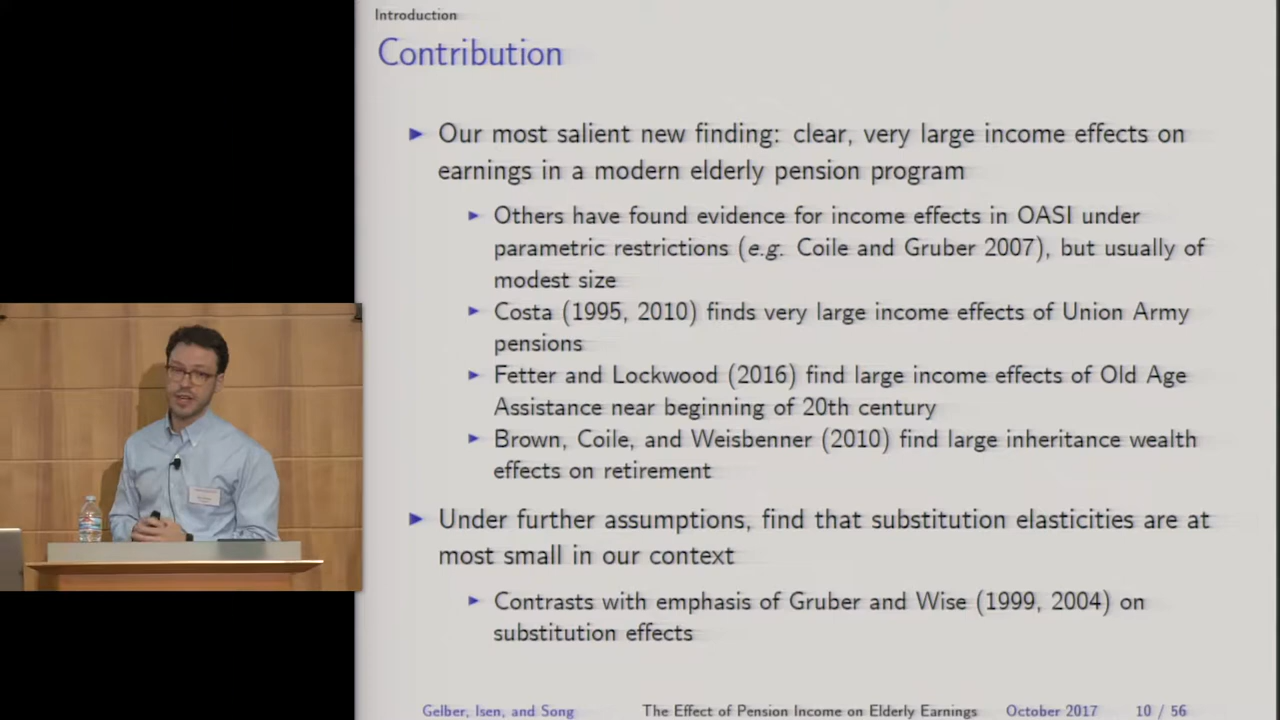 Introduction
Contribution
Our most salient new finding: clear, very large income effects on
earnings in a modern elderly pension program
Others have found evidence for income effects in OASI under
parametric restrictions (e.g. Coile and Gruber 2007), but usually of
modest size
Costa (1995, 2010) finds very large income effects of Union Army
pensions
Fetter and Lockwood (2016) find large income effects of Old Age
Assistance near beginning of 20th century
Brown, Coile, and Weisbenner (2010) find large inheritance wealth
effects on retirement
Under further assumptions, find that substitution elasticities are at
most small in our context
Contrasts with emphasis of Gruber and Wise (1999, 2004) on
substitution effects
Gelber, Isen, and Song The Effect of Pension Income on Elderly Earnings October 2017 10 / 56